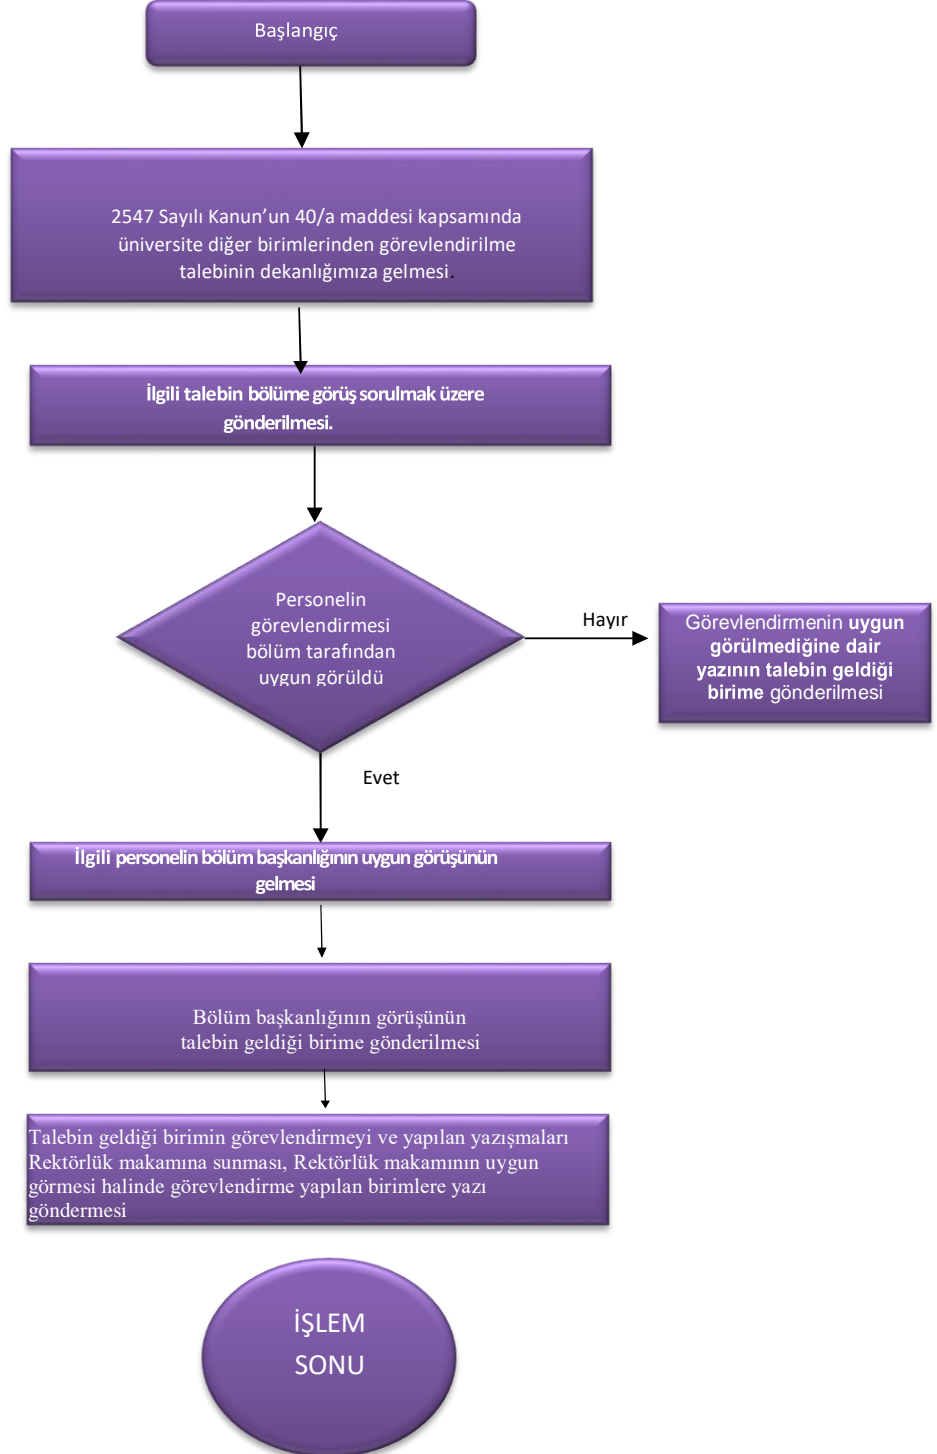 Başlangıç
2547 Sayılı Kanun’un 40/a maddesi kapsamında
üniversite diğer birimlerinden görevlendirilme
talebinin dekanlığımıza gelmesi.
İlgili talebin bölüme görüş sorulmak üzere
gönderilmesi.
Personelin
görevlendirmesi
bölüm tarafından
uygun görüldü
Hayır
Görevlendirmenin uygun
görülmediğine dair
yazının talebin geldiği
birime gönderilmesi
Evet
İlgili personelin bölüm başkanlığının uygun görüşünün
gelmesi
Bölüm başkanlığının görüşünün
talebin geldiği birime gönderilmesi
Talebin geldiği birimin görevlendirmeyi ve yapılan yazışmaları
Rektörlük makamına sunması, Rektörlük makamının uygun
görmesi halinde görevlendirme yapılan birimlere yazı
göndermesi
İŞLEM
SONU